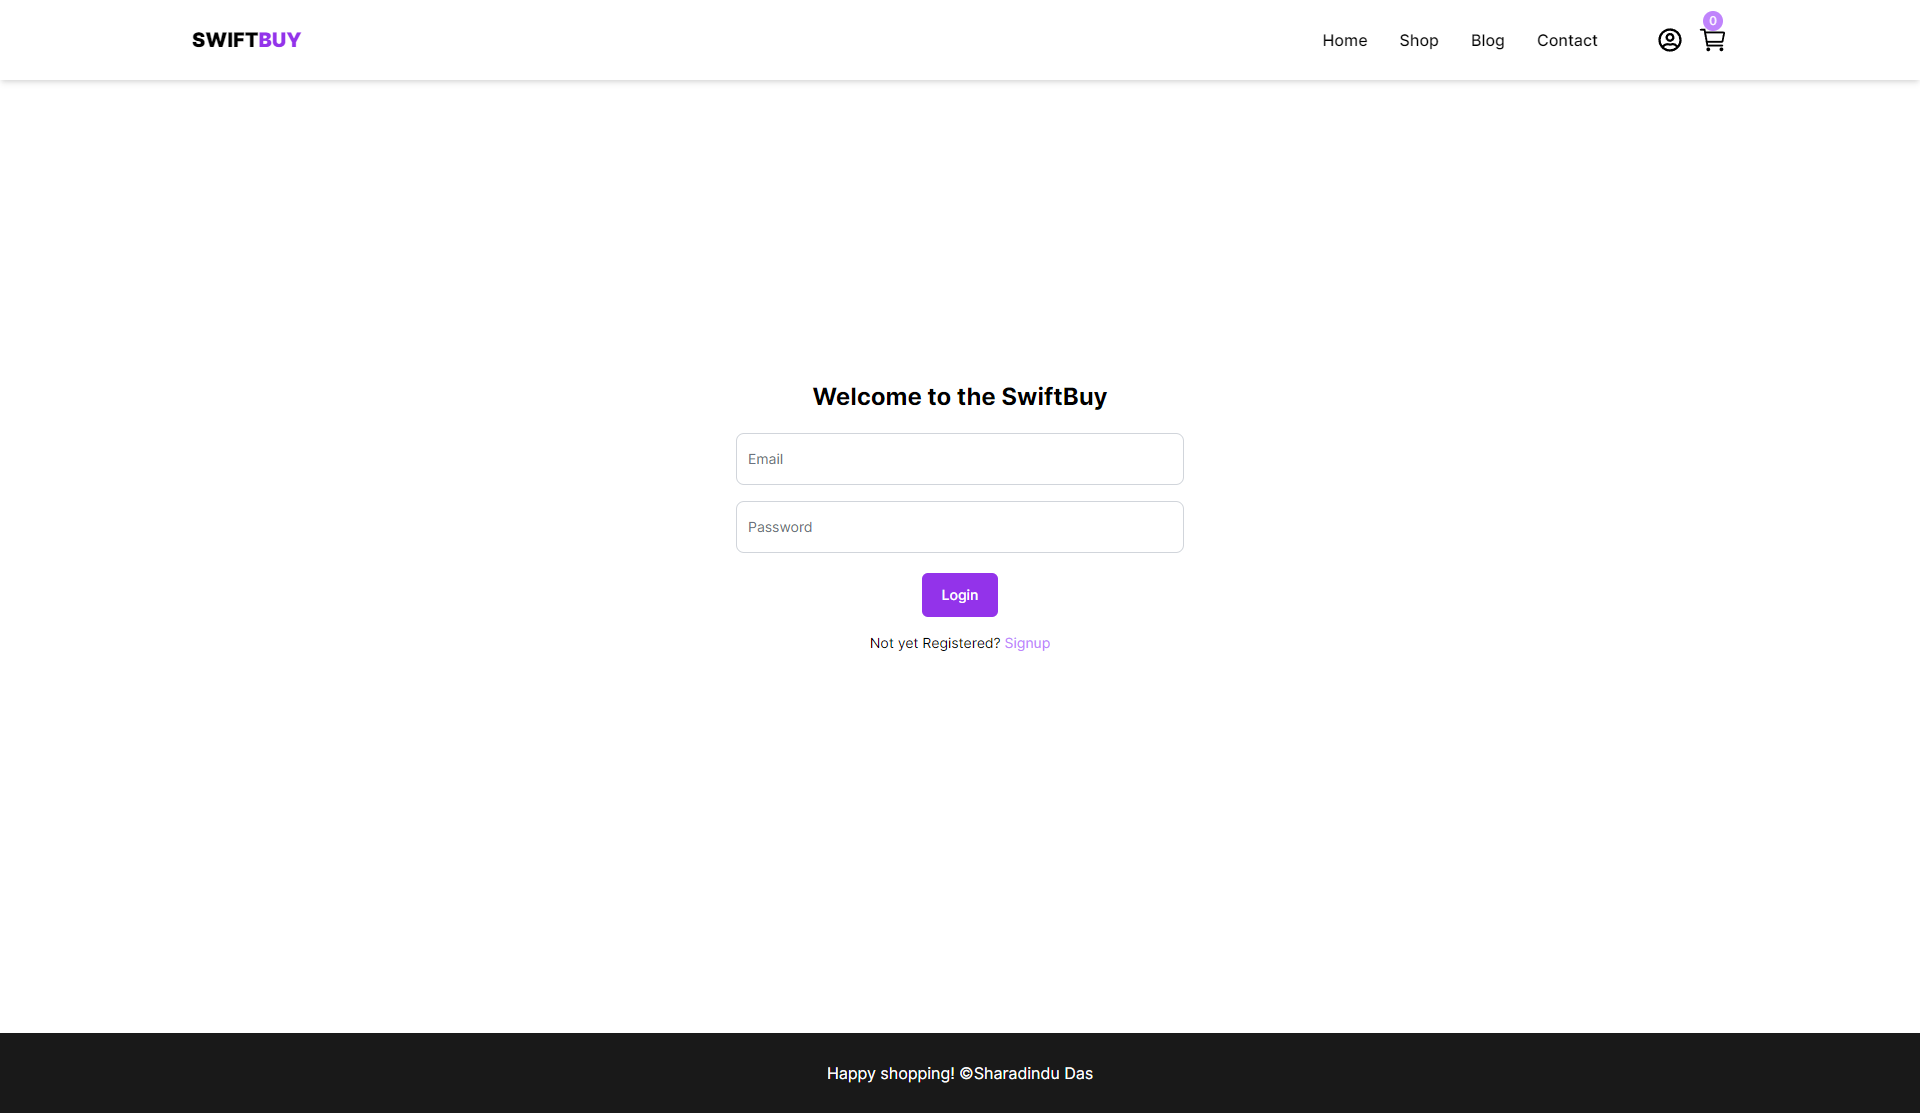 SWIFTBUY
Home Shop Blog Contact
0
Welcome to the SwiftBuy
Email
Password
Login
Not yet Registered? Signup
Happy shopping! ©Sharadindu Das